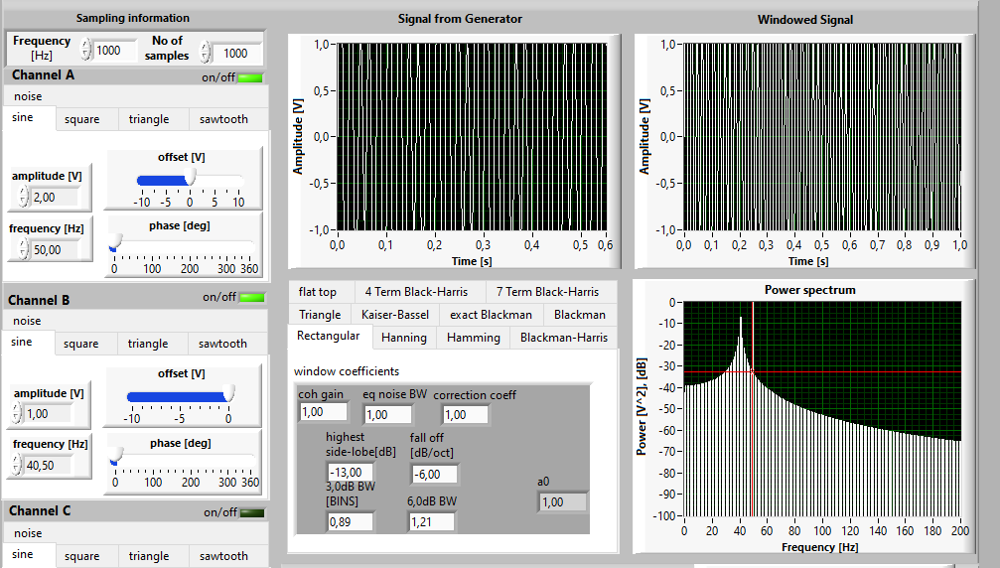 Sampling information
Frequency [Hz] 1000 No of samples 1000
Channel A on/off
noise
sine square triangle sawtooth
offset [V]
amplitude [V]
2,00
-10 -5 0 5 10
frequency [Hz]
50,00
phase [deg]
0 100 200 300 360
Channel B on/off
noise
sine square triangle sawtooth
offset [V]
amplitude [V]
1,00
-10 -5 0
frequency [Hz]
40,50
phase [deg]
0 100 200 300 360
Channel C on/off
noise
sine square triangle sawtooth
Signal from Generator
Amplitude [V]
1,0
0,5
0,0
-0,5
-1,0
0,0 0,1 0,2 0,3 0,4 0,5 0,6
Time [s]
Windowed Signal
Amplitude [V]
1,0
0,5
0,0
-0,5
-1,0
0,0 0,1 0,2 0,3 0,4 0,5 0,6 0,7 0,8 0,9 1,0
Time [s]
flat top 4 Term Black-Harris 7 Term Black-Harris
Triangle Kaiser-Bassel exact Blackman Blackman
Rectangular Hanning Hamming Blackman-Harris
window coefficients
coh gain eq noise BW correction coeff
1,00 1,00 1,00
highest side-lobe[dB]
-13,00
fall off [dB/oct]
-6,00
3,0dB BW [BINS]
0,89
6,0dB BW
1,21
a0
1,00
Power spectrum
Power [V^2], [dB]
0
-10
-20
-30
-40
-50
-60
-70
-80
-90
-100
0 20 40 60 80 100 120 140 160 180 200
Frequency [Hz]